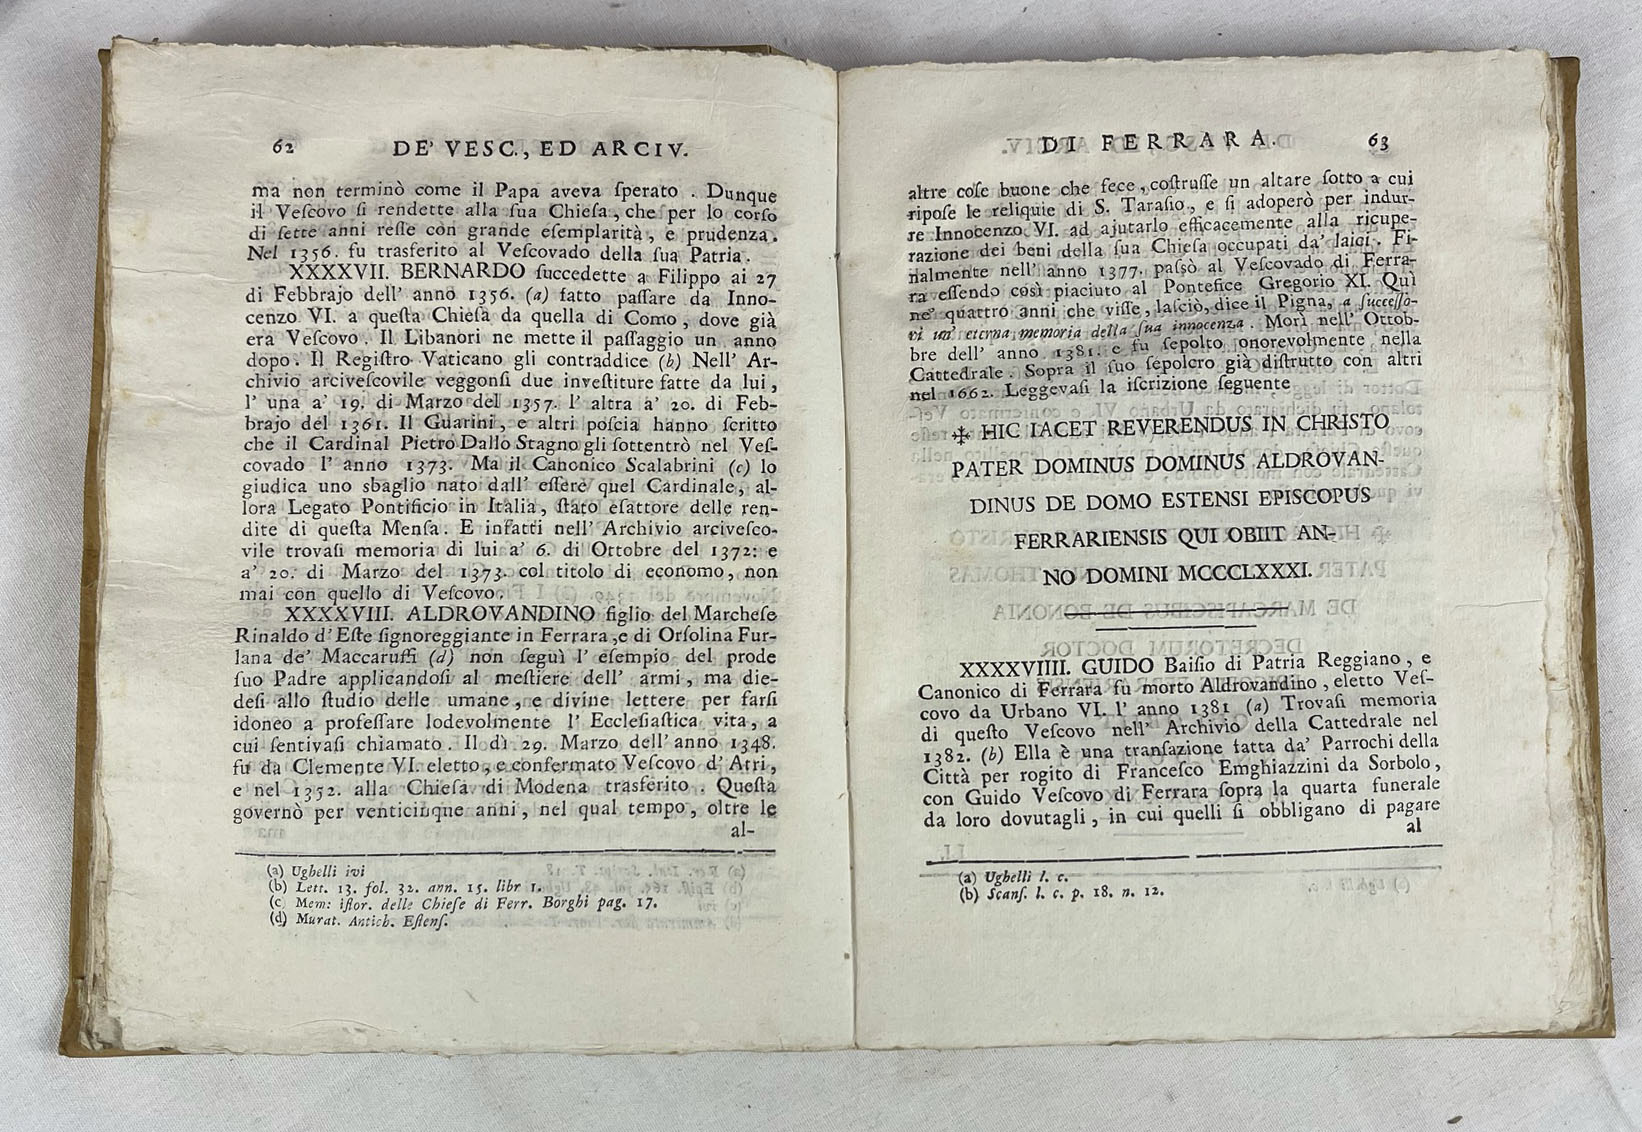 62 DE' VESC., ED ARCIV.
ma non terminò come il Papa aveva ſperato . Dunque
il Veſcovo ſi rendette alla ſua Chieſa , che per lo corſo
di ſette anni reſſe con grande eſemplarità , e prudenza .
Nel 1356. fu trasferito al Veſcovado della ſua Patria .
XXXXVII. BERNARDO ſuccedette a Filippo ai 27
di Febbrajo dell' anno 1356. (a) fatto paſſare da Inno-
cenzo VI. a queſta Chieſa da quella di Como , dove già
era Veſcovo . Il Libanori ne mette il paſſaggio un anno
dopo . Il Regiſtro Vaticano gli contraddice (b) Nell' Ar-
chivio arciveſcovile veggonſi due inveſtiture fatte da lui ,
l' una a' 19. di Marzo del 1357. l' altra a' 20. di Feb-
brajo del 1361. Il Guarini , e altri poſcia hanno ſcritto
che il Cardinal Pietro Dallo Stagno gli ſottentrò nel Veſ-
covado l' anno 1373. Ma il Canonico Scalabrini (c) lo
giudica uno sbaglio nato dall' eſſere quel Cardinale , al-
lora Legato Pontificio in Italia , ſtato eſattore delle ren-
dite di queſta Menſa . E infatti nell' Archivio arciveſco-
vile trovaſi memoria di lui a' 6. di Ottobre del 1372: e
a' 20. di Marzo del 1373. col titolo di economo , non
mai con quello di Veſcovo .
XXXXVIII. ALDROVANDINO figlio del Marcheſe
Rinaldo d' Eſte ſignoreggiante in Ferrara , e di Orſolina Fur-
lana de' Maccaruffi (d) non ſeguì l' eſempio del prode
ſuo Padre applicandoſi al meſtiere dell' armi , ma die-
deſi allo ſtudio delle umane , e divine lettere per farſi
idoneo a profeſſare lodevolmente l' Eccleſiaſtica vita , a
cui ſentivaſi chiamato . Il dì 29. Marzo dell' anno 1348.
fu da Clemente VI. eletto , e confermato Veſcovo d' Atri ,
e nel 1352. alla Chieſa di Modena trasferito . Queſta
governò per venticinque anni , nel qual tempo , oltre le
al-
(a) Ughelli ivi
(b) Lett. 13. fol. 32. ann. 15. libr 1.
(c) Mem: iſtor. delle Chieſe di Ferr. Borghi pag. 17.
(d) Murat. Antich. Eſtenſ.
DI FERRARA. 63
altre coſe buone che fece , coſtruſſe un altare ſotto a cui
ripoſe le reliquie di S. Taraſio , e ſi adoperò per indur-
re Innocenzo VI. ad ajutarlo efficacemente alla ricupe-
razione dei beni della ſua Chieſa occupati da' laici . Fi-
nalmente nell' anno 1377. paſſò al Veſcovado di Ferra-
ra eſſendo così piaciuto al Pontefice Gregorio XI. Quì
ne' quattro anni che viſſe , laſciò , dice il Pigna, a ſucceſſo-
ri un' eterna memoria della ſua innocenza . Morì nell' Ottob-
bre dell' anno 1381. e fu ſepolto onorevolmente nella
Cattedrale . Sopra il ſuo ſepolcro già diſtrutto con altri
nel 1662. Leggevaſi la iſcrizione ſeguente
✠ HIC IACET REVERENDUS IN CHRISTO
PATER DOMINUS DOMINUS ALDROVAN-
DINUS DE DOMO ESTENSI EPISCOPUS
FERRARIENSIS QUI OBIIT AN-
NO DOMINI MCCCLXXXI.
XXXXVIIII. GUIDO Baiſio di Patria Reggiano , e
Canonico di Ferrara fu morto Aldrovandino , eletto Veſ-
covo da Urbano VI. l' anno 1381 (a) Trovaſi memoria
di queſto Veſcovo nell' Archivio della Cattedrale nel
1382. (b) Ella è una tranſazione fatta da' Parrochi della
Città per rogito di Franceſco Emghiazzini da Sorbolo ,
con Guido Veſcovo di Ferrara ſopra la quarta funerale
da loro dovutagli , in cui quelli ſi obbligano di pagare
al
(a) Ughelli l. c.
(b) Scanſ. l. c. p. 18. n. 12.